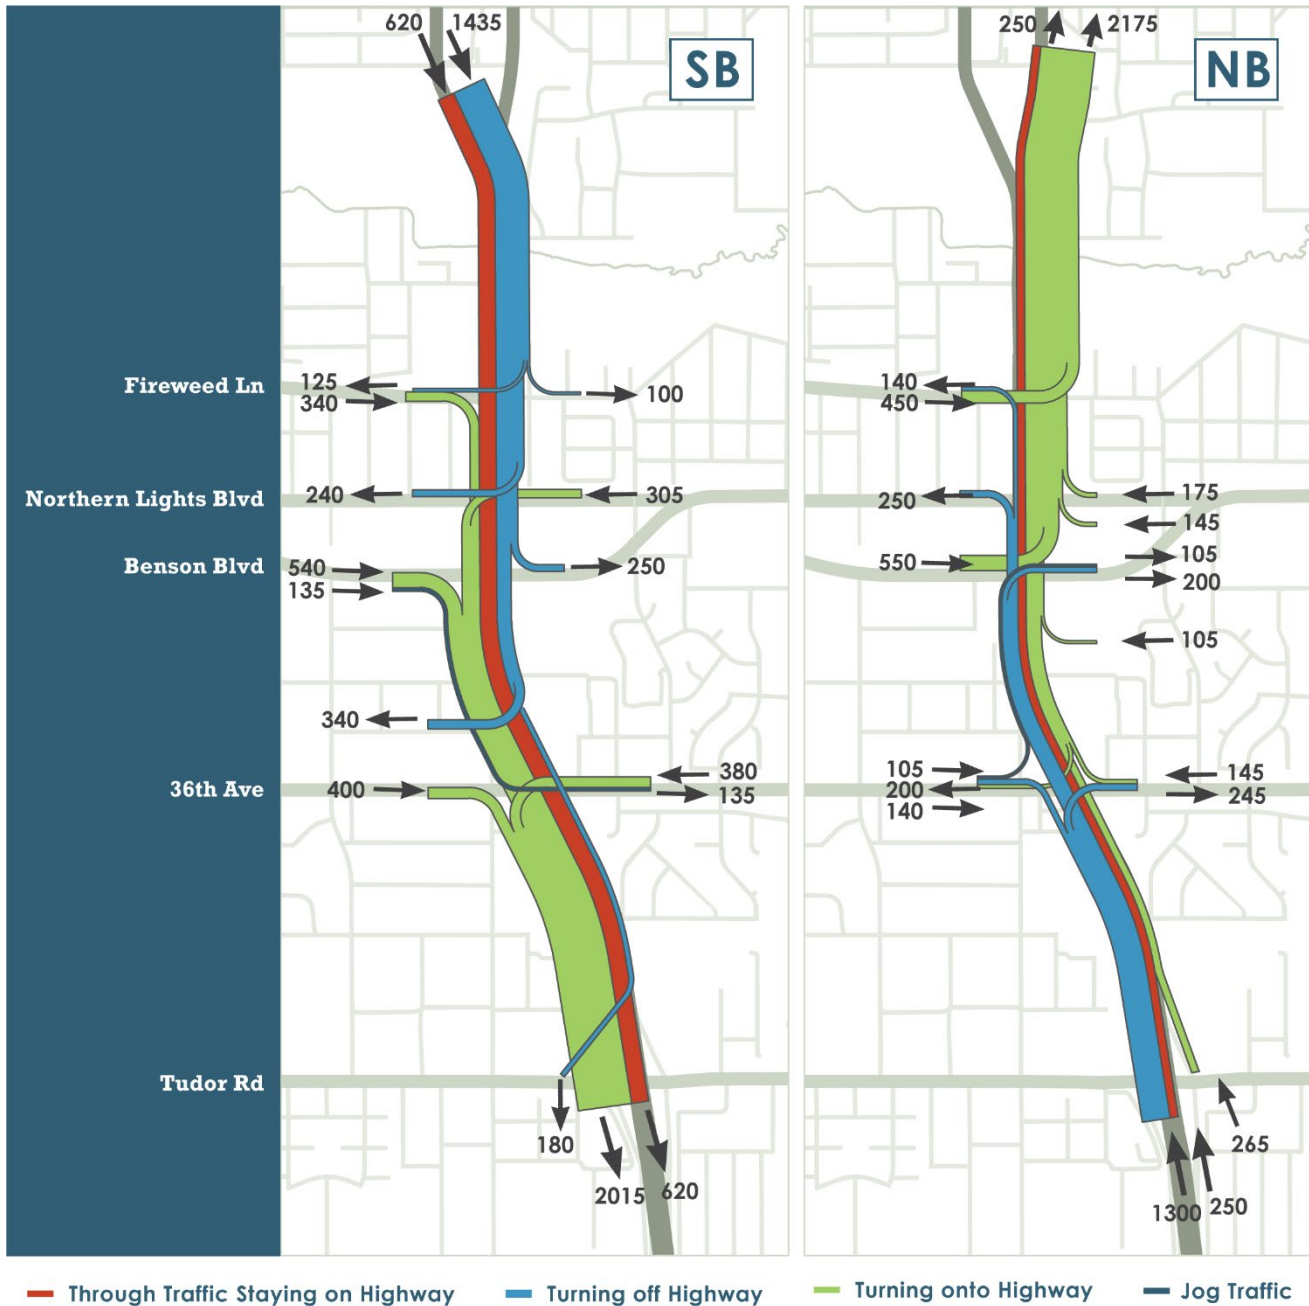 620 1435
SB
Fireweed Ln
125
340
100
Northern Lights Blvd
240
305
Benson Blvd
540
135
250
340
36th Ave
400
380
135
Tudor Rd
180
2015 620
250 2175
NB
140
450
250
175
145
550
105
200
105
105
200
140
145
245
265
1300 250
Through Traffic Staying on Highway
Turning off Highway
Turning onto Highway
Jog Traffic